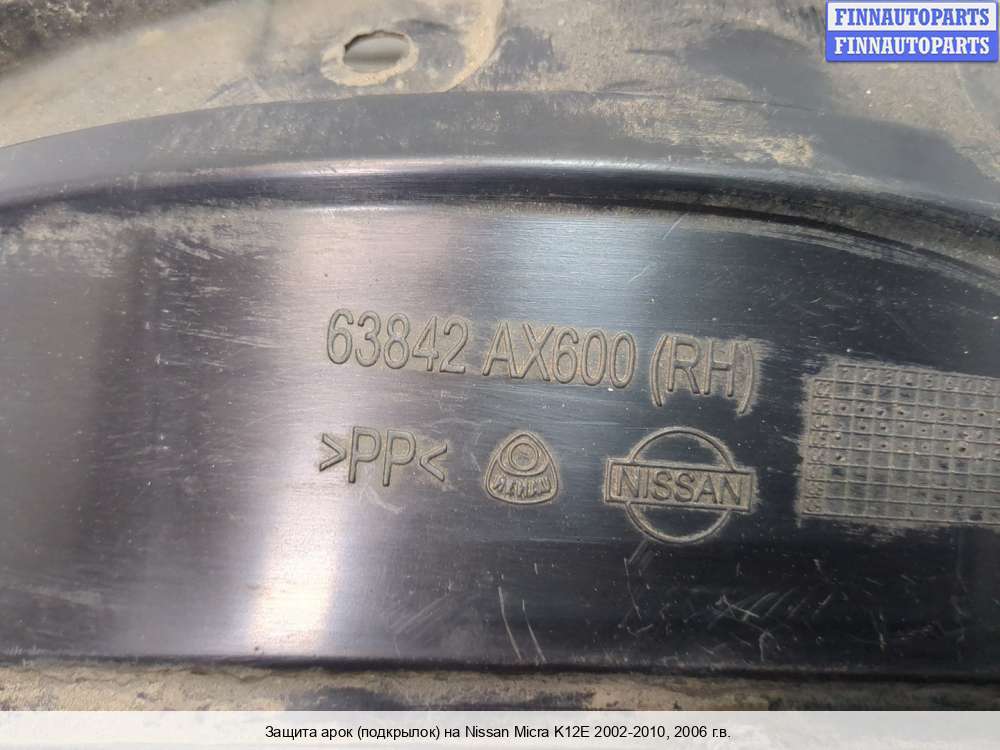 FINNAUTOPARTS
FINNAUTOPARTS
63842 AX600 (RH)
>PP<
NISSAN
Защита арок (подкрылок) на Nissan Micra K12E 2002-2010, 2006 г.в.